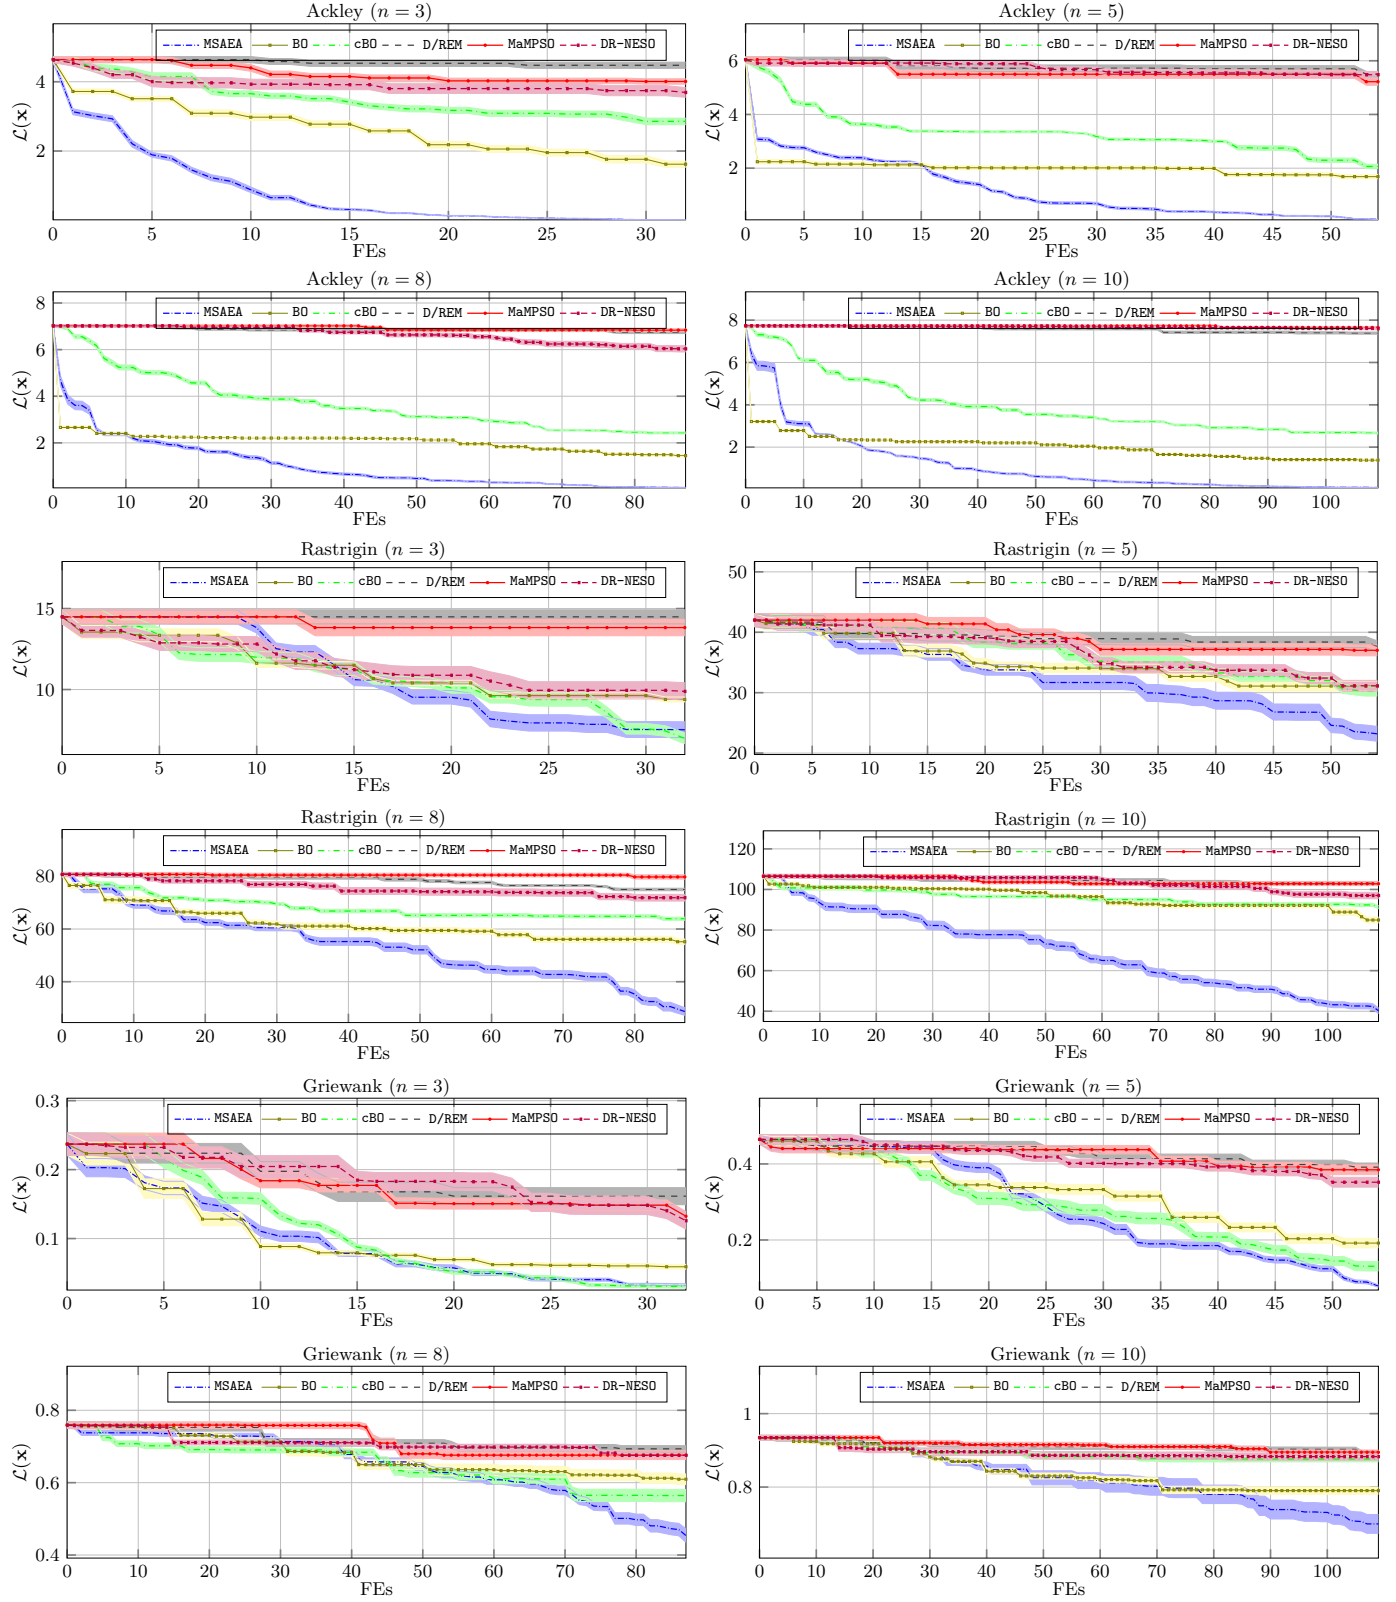 Ackley (n = 3)
MSAEA BO cBO D/REM MaMPSO DR-NESO
4
2
L(x)
0 5 10 15 20 25 30
FEs
Ackley (n = 5)
MSAEA BO cBO D/REM MaMPSO DR-NESO
6
4
2
L(x)
0 5 10 15 20 25 30 35 40 45 50
FEs
Ackley (n = 8)
MSAEA BO cBO D/REM MaMPSO DR-NESO
8
6
4
2
L(x)
0 10 20 30 40 50 60 70 80
FEs
Ackley (n = 10)
MSAEA BO cBO D/REM MaMPSO DR-NESO
8
6
4
2
L(x)
0 10 20 30 40 50 60 70 80 90 100
FEs
Rastrigin (n = 3)
MSAEA BO cBO D/REM MaMPSO DR-NESO
15
10
L(x)
0 5 10 15 20 25 30
FEs
Rastrigin (n = 5)
MSAEA BO cBO D/REM MaMPSO DR-NESO
50
40
30
20
L(x)
0 5 10 15 20 25 30 35 40 45 50
FEs
Rastrigin (n = 8)
MSAEA BO cBO D/REM MaMPSO DR-NESO
80
60
40
L(x)
0 10 20 30 40 50 60 70 80
FEs
Rastrigin (n = 10)
MSAEA BO cBO D/REM MaMPSO DR-NESO
120
100
80
60
40
L(x)
0 10 20 30 40 50 60 70 80 90 100
FEs
Griewank (n = 3)
MSAEA BO cBO D/REM MaMPSO DR-NESO
0.3
0.2
0.1
L(x)
0 5 10 15 20 25 30
FEs
Griewank (n = 5)
MSAEA BO cBO D/REM MaMPSO DR-NESO
0.4
0.2
L(x)
0 5 10 15 20 25 30 35 40 45 50
FEs
Griewank (n = 8)
MSAEA BO cBO D/REM MaMPSO DR-NESO
0.8
0.6
0.4
L(x)
0 10 20 30 40 50 60 70 80
FEs
Griewank (n = 10)
MSAEA BO cBO D/REM MaMPSO DR-NESO
1
0.8
L(x)
0 10 20 30 40 50 60 70 80 90 100
FEs